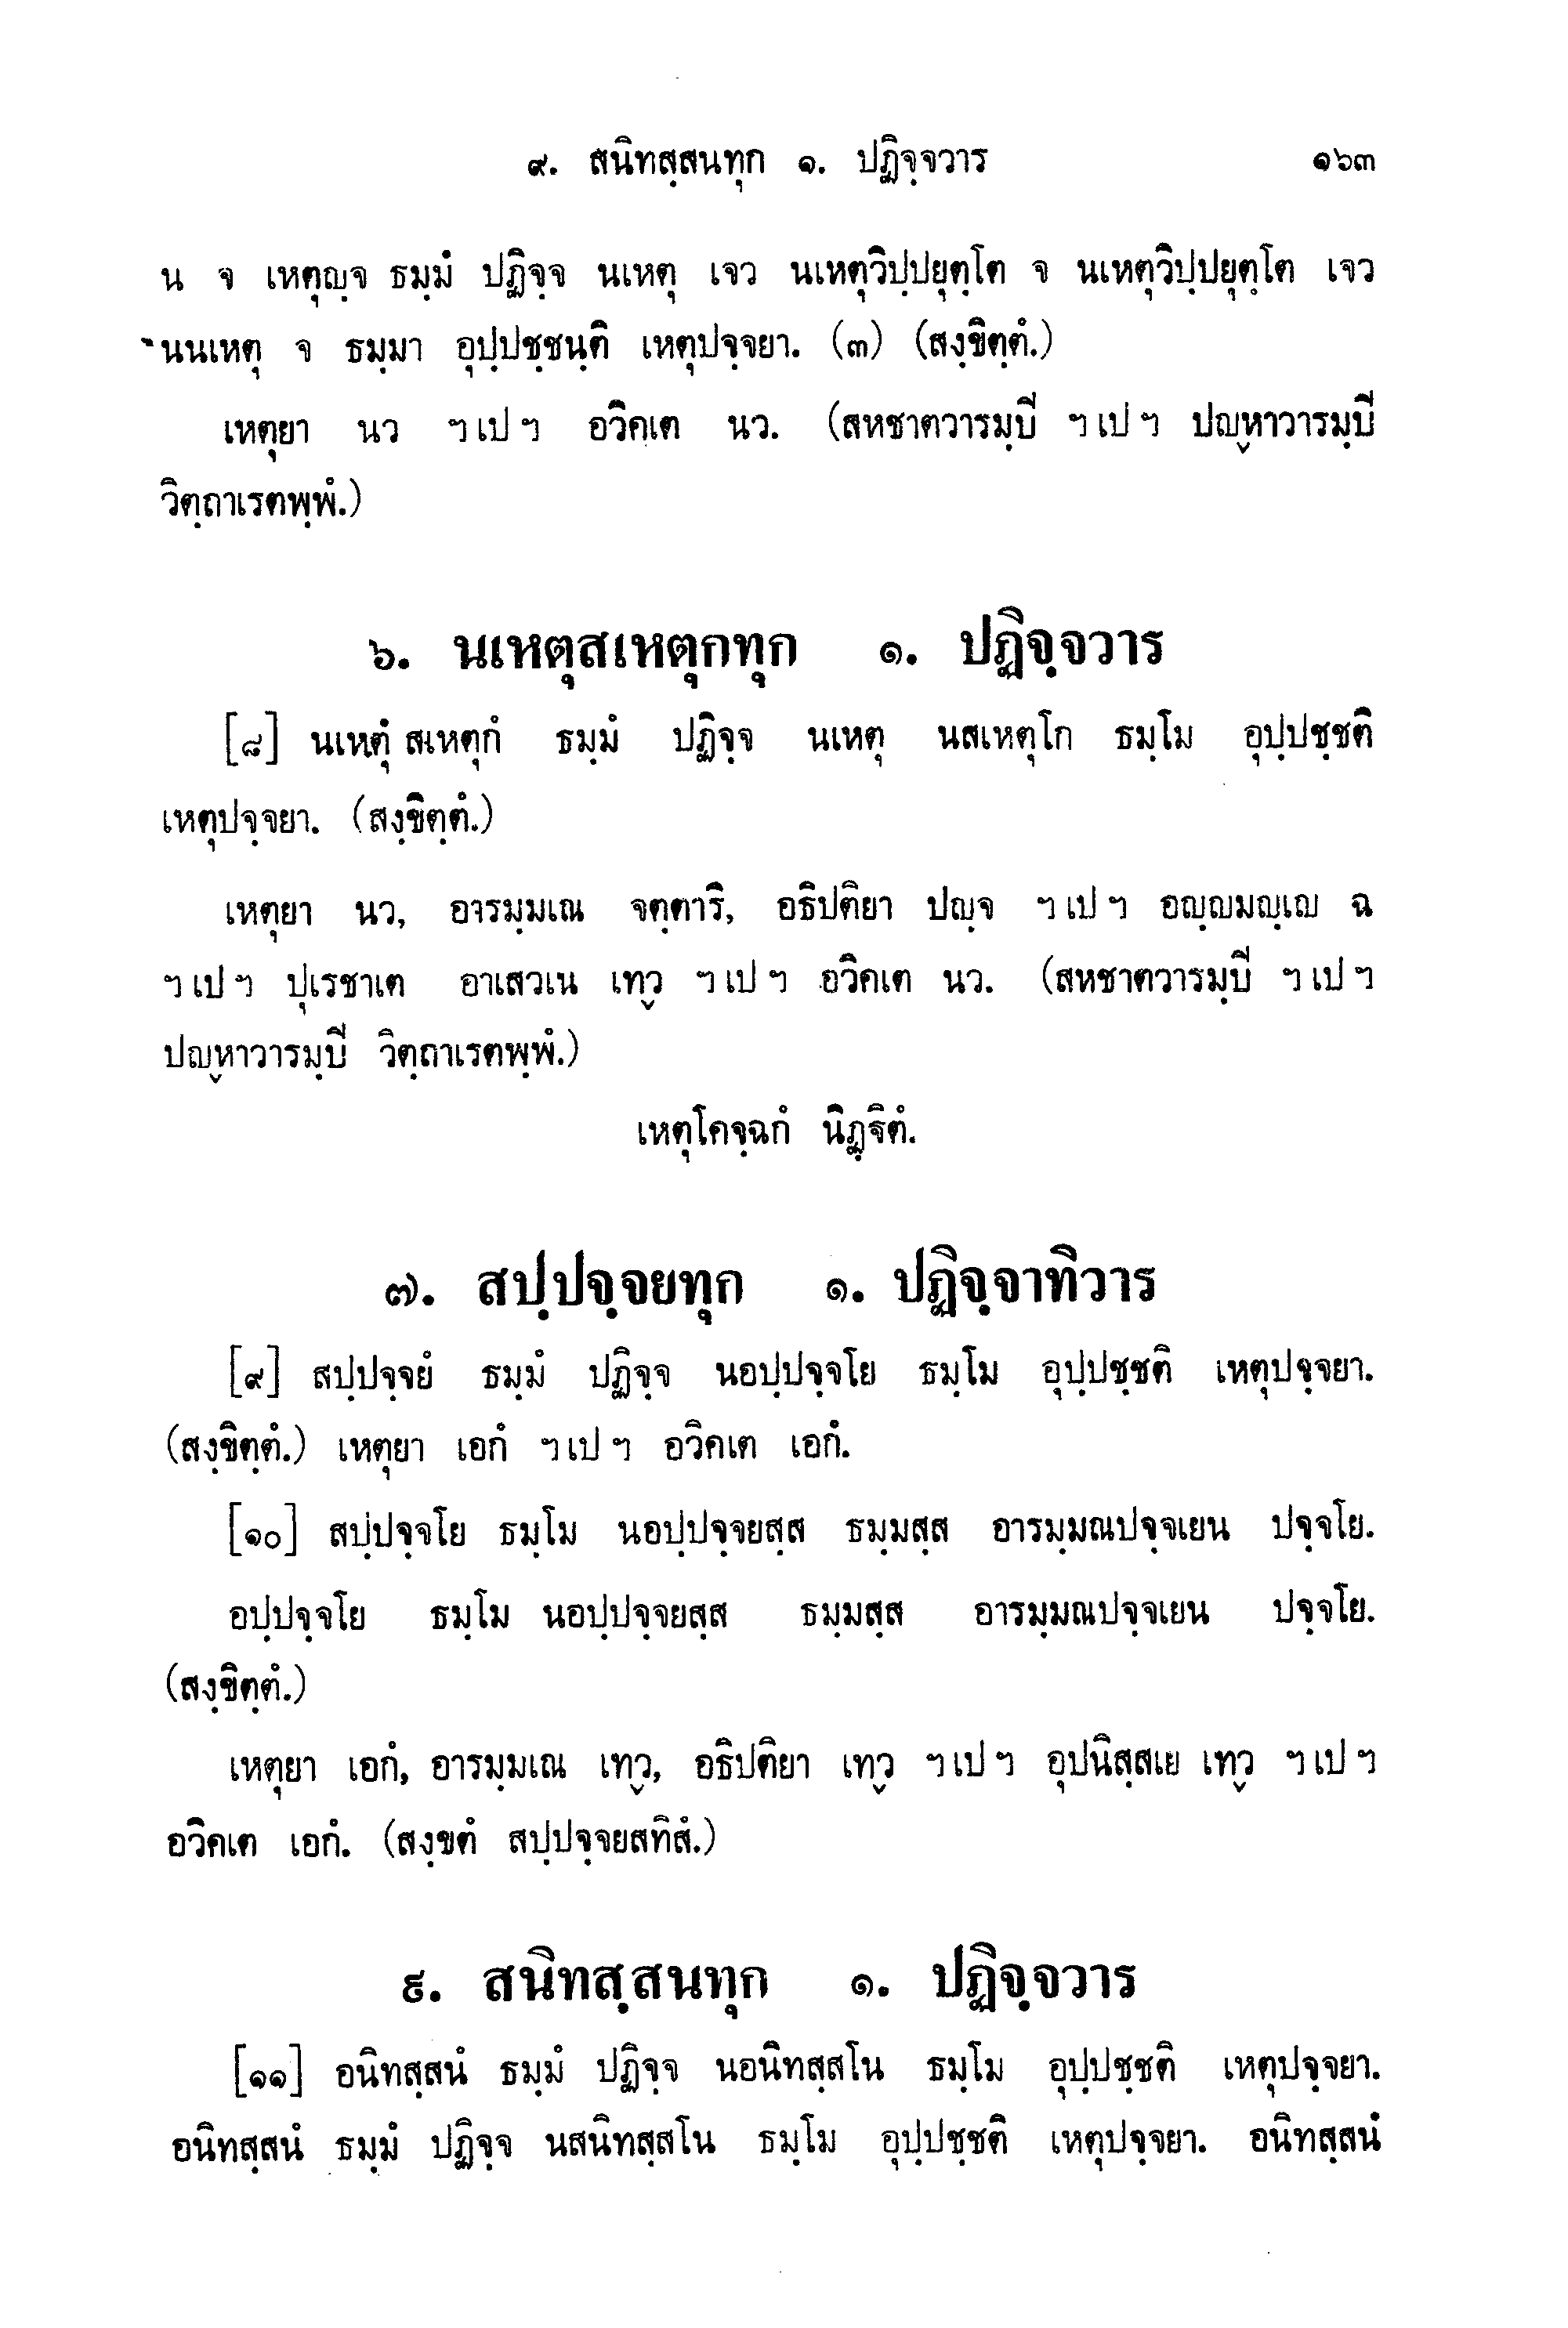 ๙. สนิทสฺสนทุก ๑. ปฏิจฺจวาร ๑๖๓
น จ เหตุญฺจ ธมฺมํ ปฏิจฺจ นเหตุ เจว นเหตุวิปฺปยุตฺโต จ นเหตุวิปฺปยุตฺโต เจว
นนเหตุ จ ธมฺมา อุปฺปชฺชนฺติ เหตุปจฺจยา. (๓) (สงฺขิตฺตํ.)
เหตุยา นว ฯ เป ฯ อวิคเต นว. (สหชาตวารมฺปิ ฯ เป ฯ ปญฺหาวารมฺปิ
วิตฺถาเรตพฺพํ.)
๖. นเหตุสเหตุกทุก ๑. ปฏิจฺจวาร
[๘] นเหตุํ สเหตุกํ ธมฺมํ ปฏิจฺจ นเหตุ นสเหตุโก ธมฺโม อุปฺปชฺชติ
เหตุปจฺจยา. (สงฺขิตฺตํ.)
เหตุยา นว, อารมฺมเณ จตฺตาริ, อธิปติยา ปญฺจ ฯ เป ฯ อญฺญมญฺเญ ฉ
ฯ เป ฯ ปุเรชาเต อาเสวเน เทฺว ฯ เป ฯ อวิคเต นว. (สหชาตวารมฺปิ ฯ เป ฯ
ปญฺหาวารมฺปิ วิตฺถาเรตพฺพํ.)
เหตุโคจฺฉกํ นิฏฺฐิตํ.
๗. สปฺปจฺจยทุก ๑. ปฏิจฺจาทิวาร
[๙] สปฺปจฺจยํ ธมฺมํ ปฏิจฺจ นอปฺปจฺจโย ธมฺโม อุปฺปชฺชติ เหตุปจฺจยา.
(สงฺขิตฺตํ.) เหตุยา เอกํ ฯ เป ฯ อวิคเต เอกํ.
[๑๐] สปฺปจฺจโย ธมฺโม นอปฺปจฺจยสฺส ธมฺมสฺส อารมฺมณปจฺจเยน ปจฺจโย.
อปฺปจฺจโย ธมฺโม นอปฺปจฺจยสฺส ธมฺมสฺส อารมฺมณปจฺจเยน ปจฺจโย.
(สงฺขิตฺตํ.)
เหตุยา เอกํ, อารมฺมเณ เทฺว, อธิปติยา เทฺว ฯ เป ฯ อุปนิสฺสเย เทฺว ฯ เป ฯ
อวิคเต เอกํ. (สงฺขตํ สปฺปจฺจยสทิสํ.)
๙. สนิทสฺสนทุก ๑. ปฏิจฺจวาร
[๑๑] อนิทสฺสนํ ธมฺมํ ปฏิจฺจ นอนิทสฺสโน ธมฺโม อุปฺปชฺชติ เหตุปจฺจยา.
อนิทสฺสนํ ธมฺมํ ปฏิจฺจ นสนิทสฺสโน ธมฺโม อุปฺปชฺชติ เหตุปจฺจยา. อนิทสฺสนํ